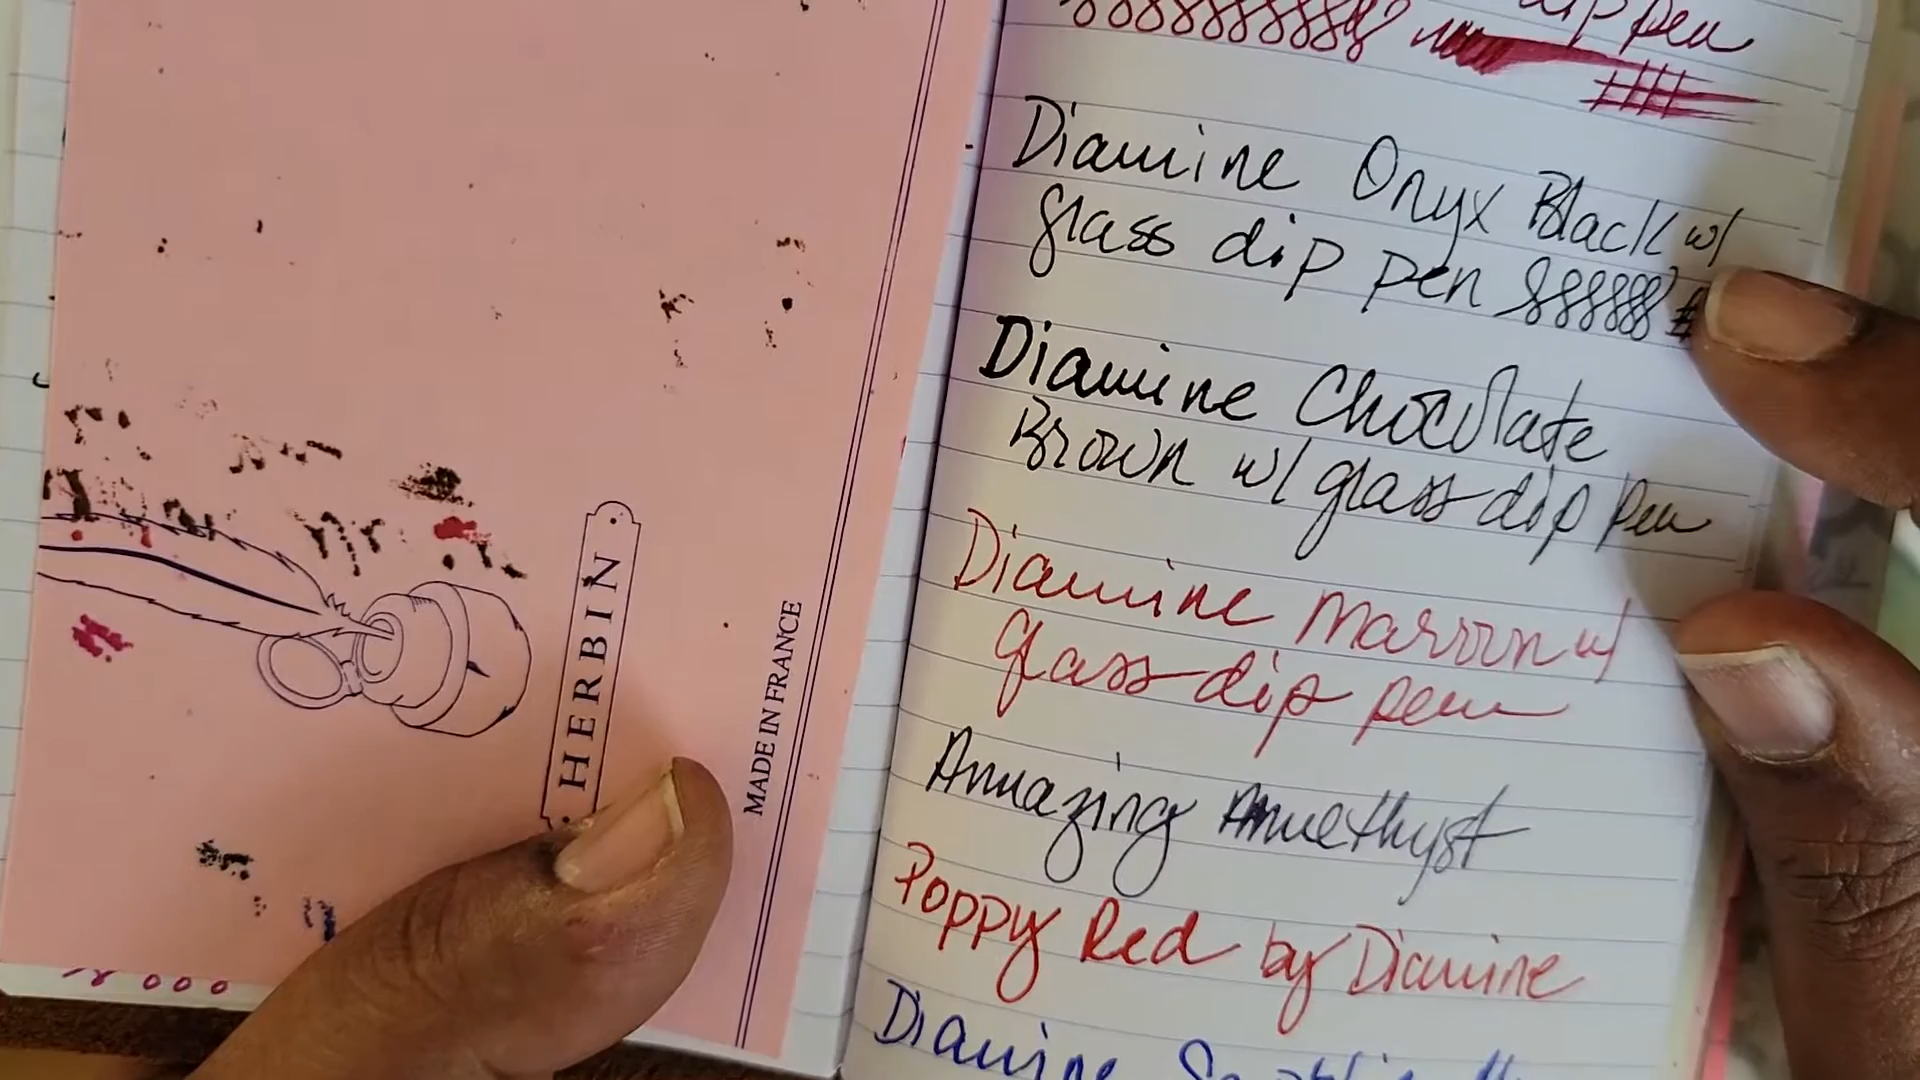 dip pen
Diamine Onyx Black w/
glass dip pen
Diamine Chocolate
Brown w/ glass dip pen
Diamine Maroon w/
glass dip pen
Amazing Amethyst
Poppy Red by Diamine
Diamine
HERBIN
MADE IN FRANCE